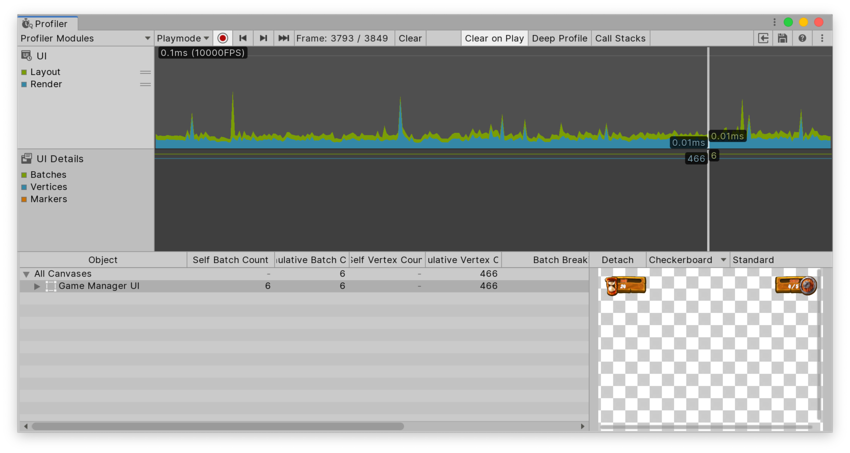 Profiler
Profiler Modules
Playmode
Frame: 3793 / 3849
Clear
Clear on Play
Deep Profile
Call Stacks
UI
Layout
Render
0.1ms (10000FPS)
0.01ms
0.01ms
UI Details
Batches
Vertices
Markers
466
6
Object
Self Batch Count
ulative Batch C
Self Vertex Cour
ulative Vertex C
Batch Break
Detach
Checkerboard
Standard
All Canvases
-
6
-
466
Game Manager UI
6
6
-
466